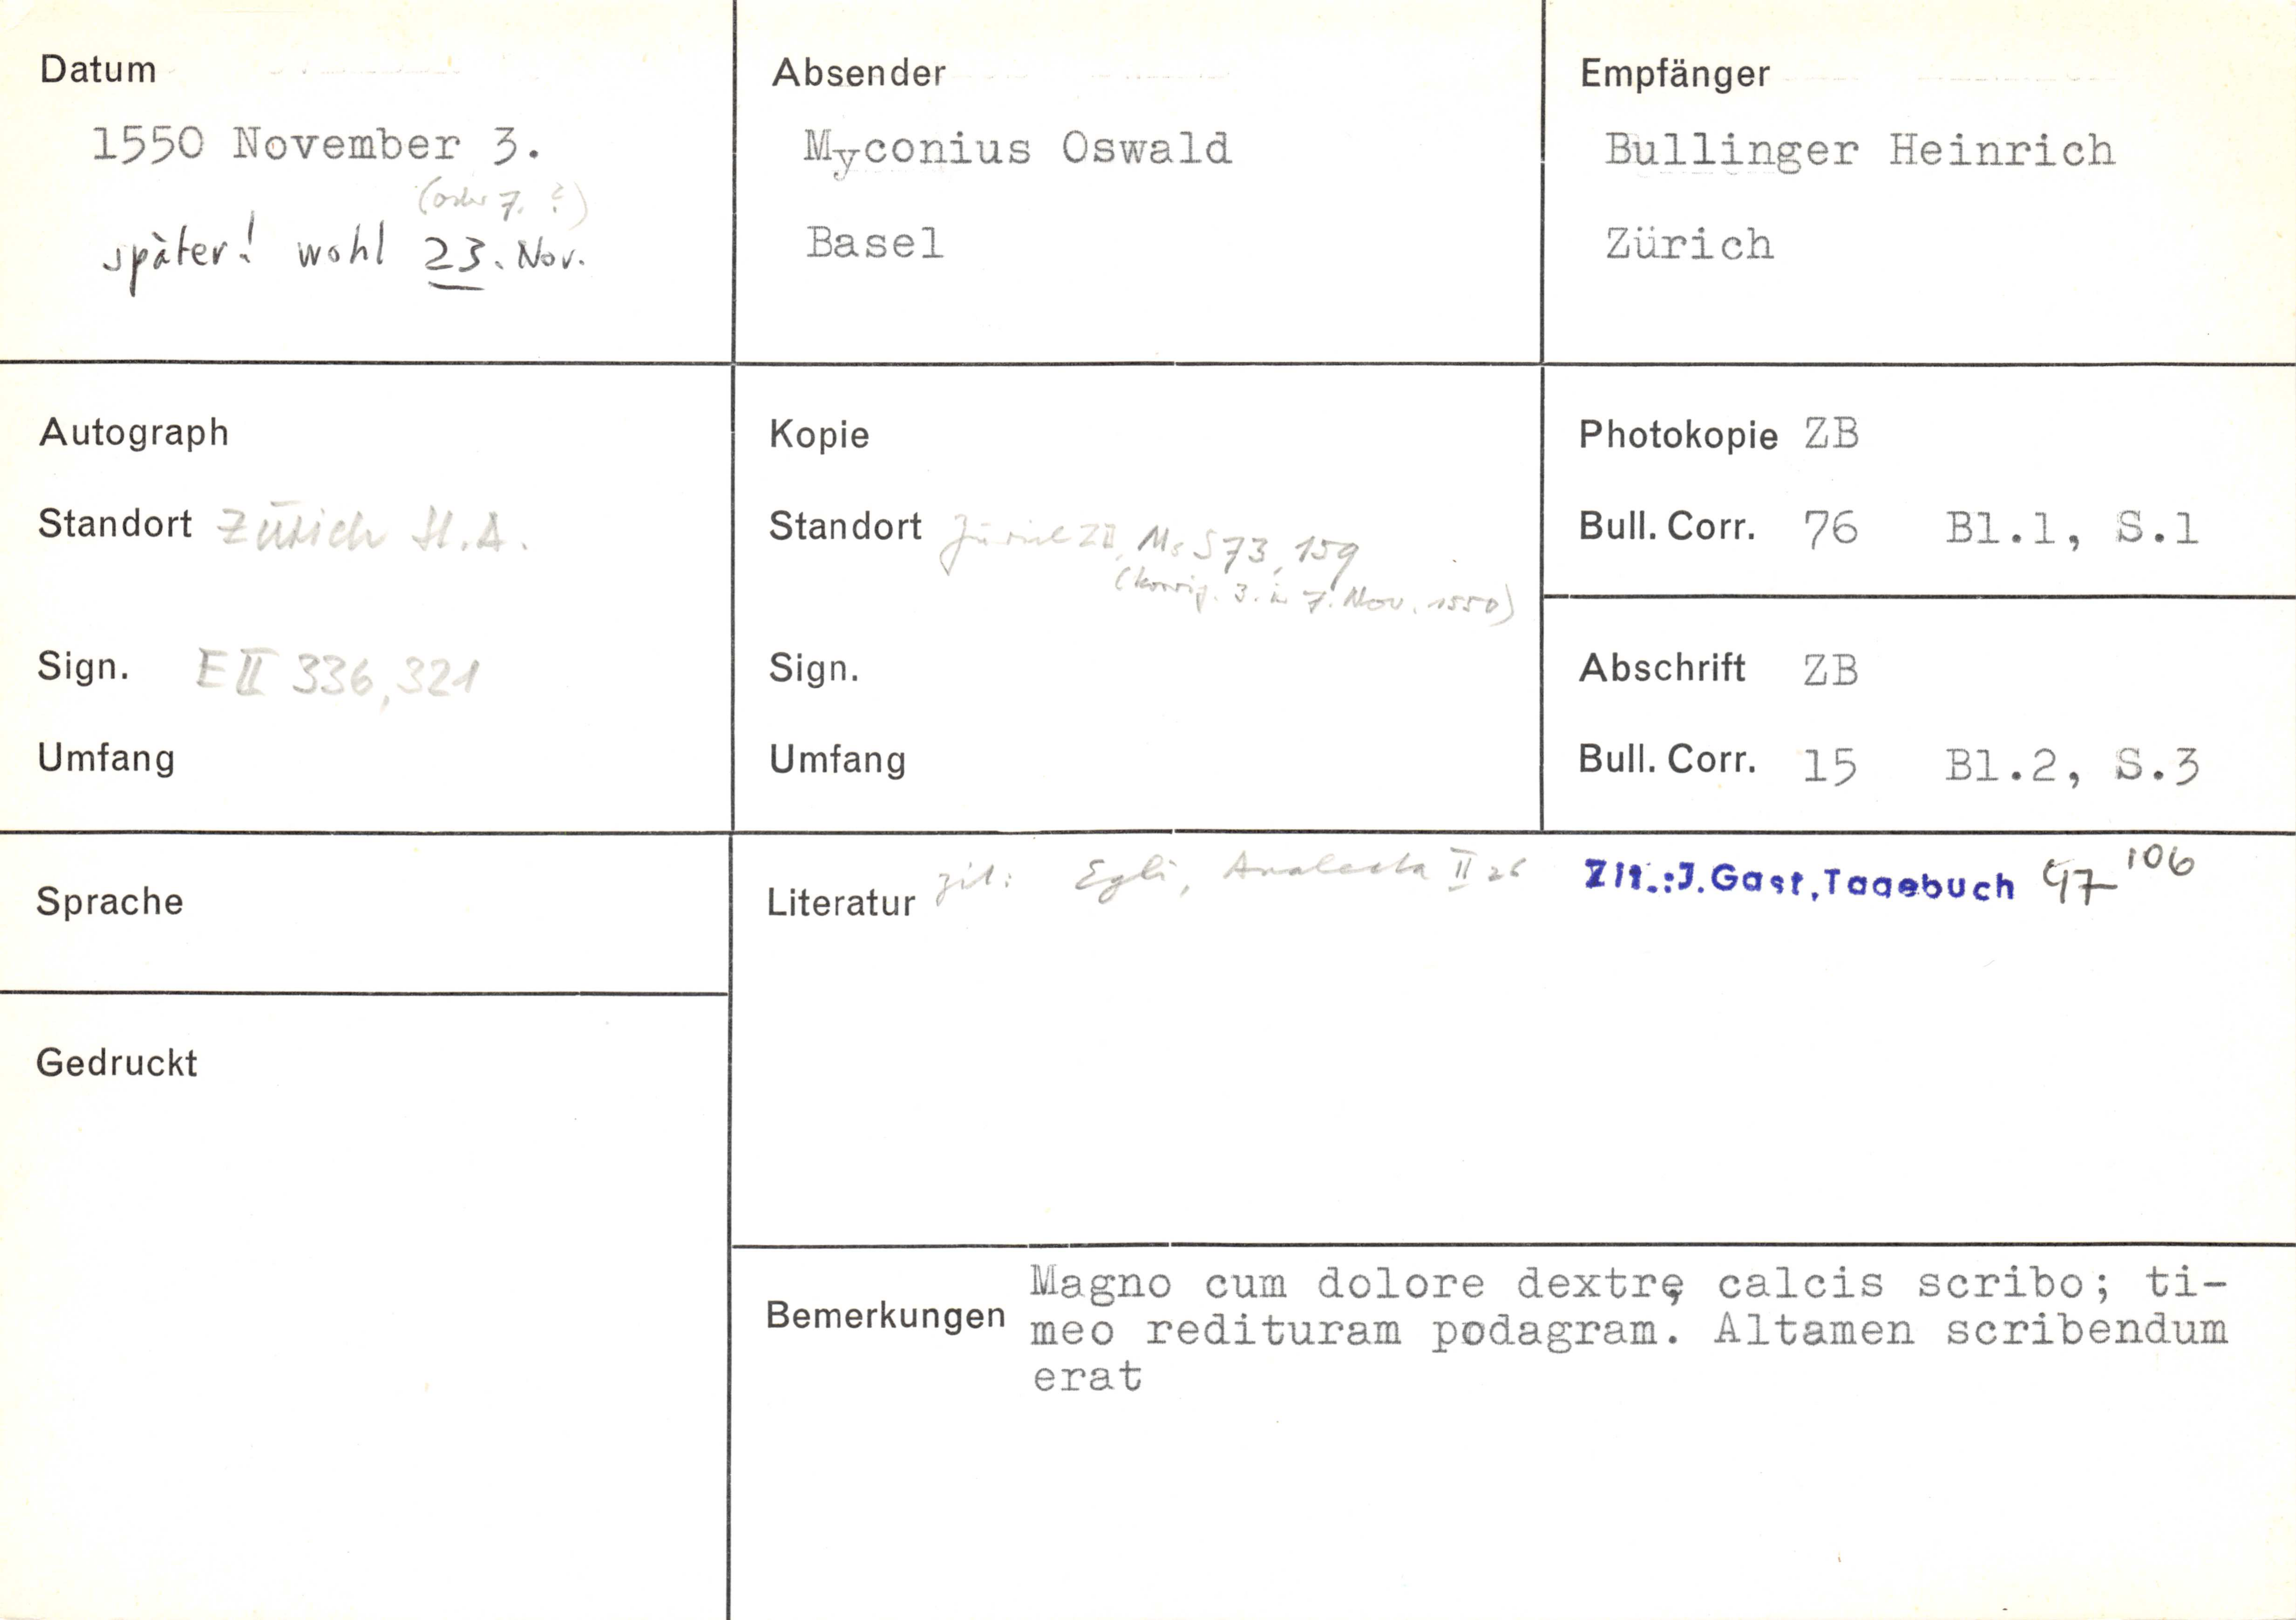 Datum
1550 November 3.
(oder 7. ?)
später! wohl 23. Nov.
Absender
Myconius Oswald
Basel
Empfänger
Bullinger Heinrich
Zürich
Autograph
Standort Zürich St.A.
Sign. E II 336, 321
Umfang
Kopie
Standort Zürich ZB, Ms S 73, 159
(korrig. 3. in 7. Nov. 1550)
Sign.
Umfang
Photokopie ZB
Bull. Corr. 76 Bl.1, S.1
Abschrift ZB
Bull. Corr. 15 Bl.2, S.3
Sprache
Gedruckt
Literatur zit: Egli, Analecta II 26 Zit.: J. Gast, Tagebuch 97 106
Bemerkungen
Magno cum dolore dextrę calcis scribo; ti-
meo redituram podagram. Altamen scribendum
erat